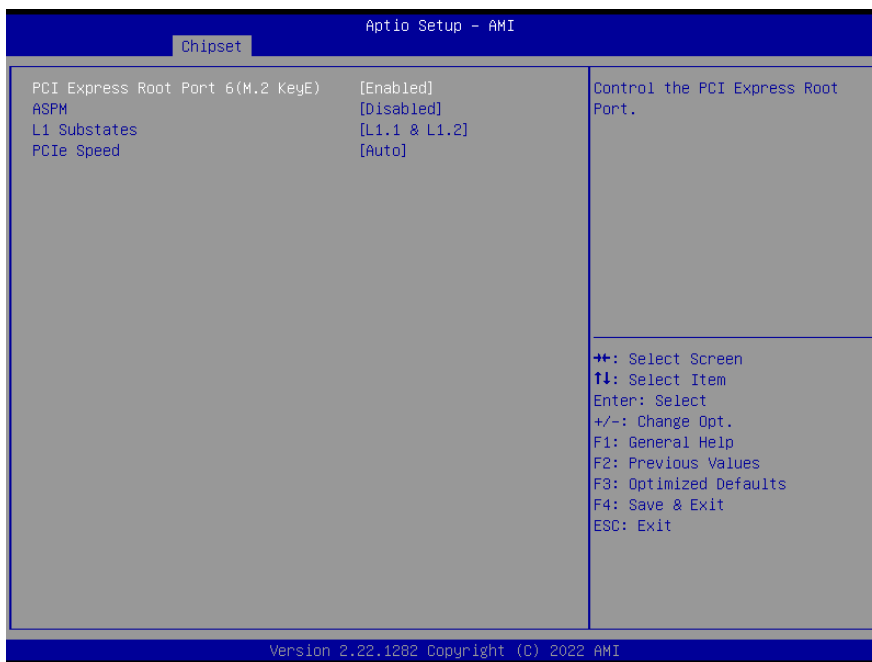 Aptio Setup – AMI
Chipset
PCI Express Root Port 6(M.2 KeyE) [Enabled]
ASPM [Disabled]
L1 Substates [L1.1 & L1.2]
PCIe Speed [Auto]
Control the PCI Express Root
Port.
→←: Select Screen
↑↓: Select Item
Enter: Select
+/-: Change Opt.
F1: General Help
F2: Previous Values
F3: Optimized Defaults
F4: Save & Exit
ESC: Exit
Version 2.22.1282 Copyright (C) 2022 AMI